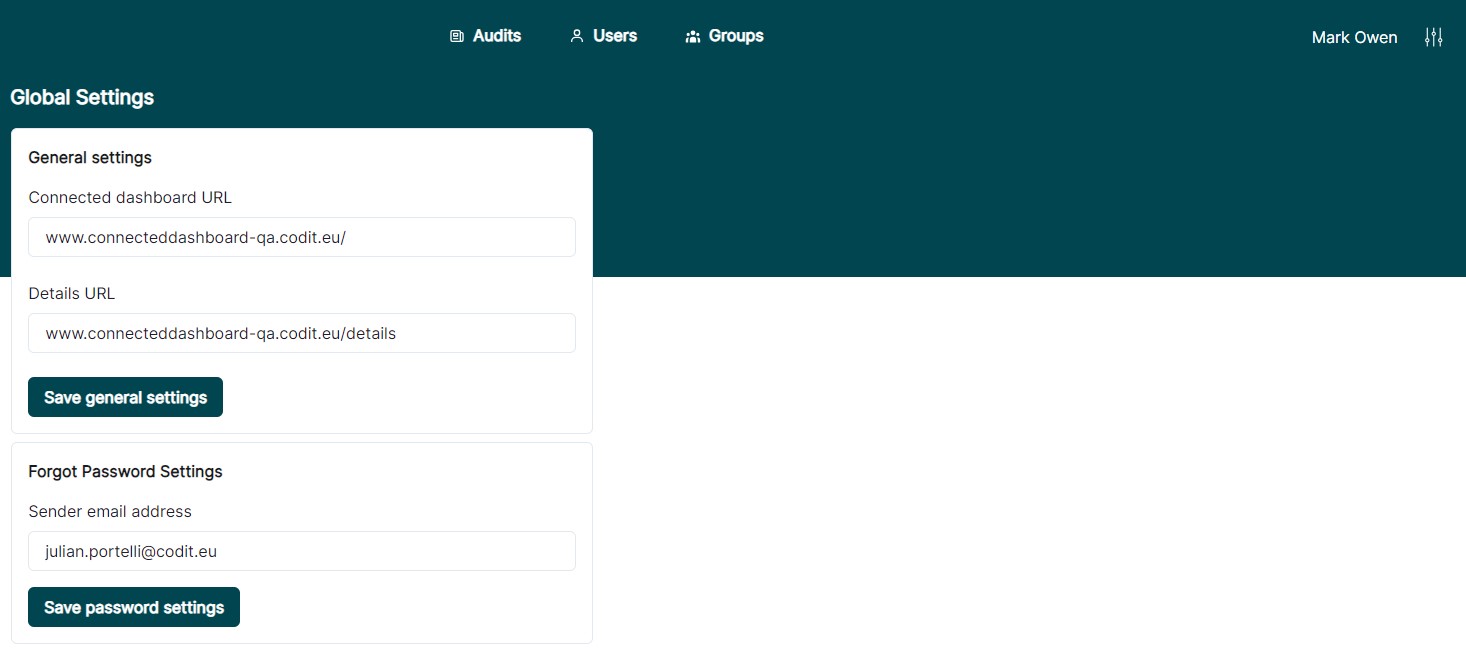 Audits Users Groups Mark Owen
Global Settings
General settings
Connected dashboard URL
www.connecteddashboard-qa.codit.eu/
Details URL
www.connecteddashboard-qa.codit.eu/details
Save general settings
Forgot Password Settings
Sender email address
julian.portelli@codit.eu
Save password settings